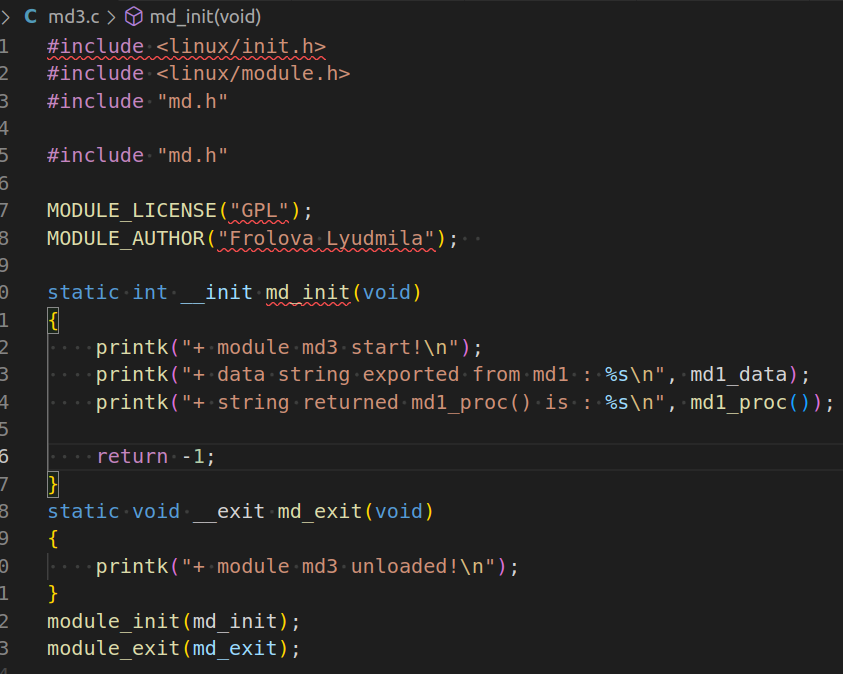 > C md3.c > md_init(void)
1 #include <linux/init.h>
2 #include <linux/module.h>
3 #include "md.h"
4
5 #include "md.h"
6
7 MODULE_LICENSE("GPL");
8 MODULE_AUTHOR("Frolova Lyudmila");
9
0 static int __init md_init(void)
1 {
2     printk("+ module md3 start!\n");
3     printk("+ data string exported from md1 : %s\n", md1_data);
4     printk("+ string returned md1_proc() is : %s\n", md1_proc());
5
6     return -1;
7 }
8 static void __exit md_exit(void)
9 {
0     printk("+ module md3 unloaded!\n");
1 }
2 module_init(md_init);
3 module_exit(md_exit);